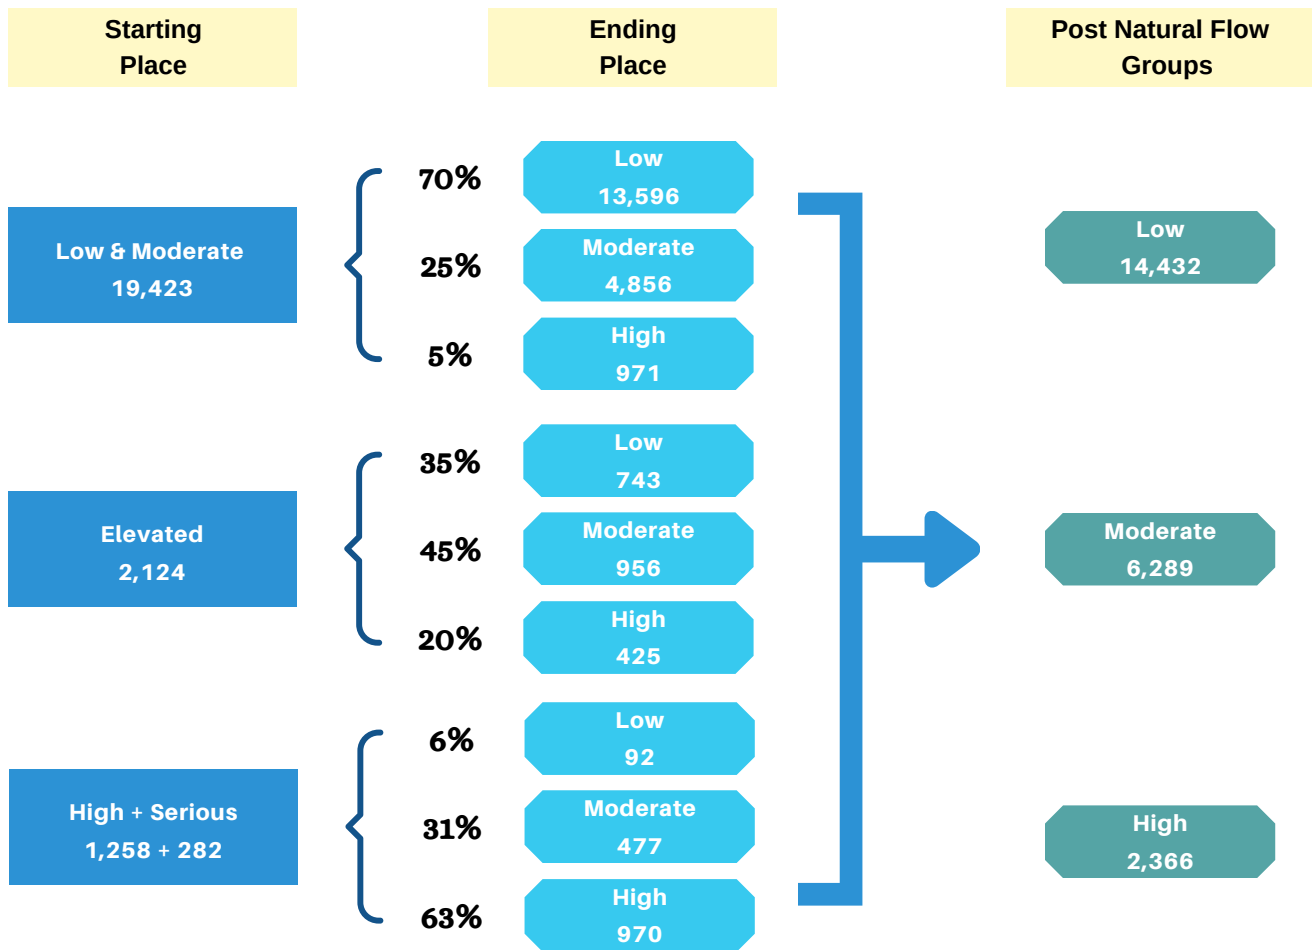 Starting
Place
Ending
Place
Post Natural Flow
Groups
Low & Moderate
19,423
70%
Low
13,596
25%
Moderate
4,856
5%
High
971
Elevated
2,124
35%
Low
743
45%
Moderate
956
20%
High
425
High + Serious
1,258 + 282
6%
Low
92
31%
Moderate
477
63%
High
970
Low
14,432
Moderate
6,289
High
2,366